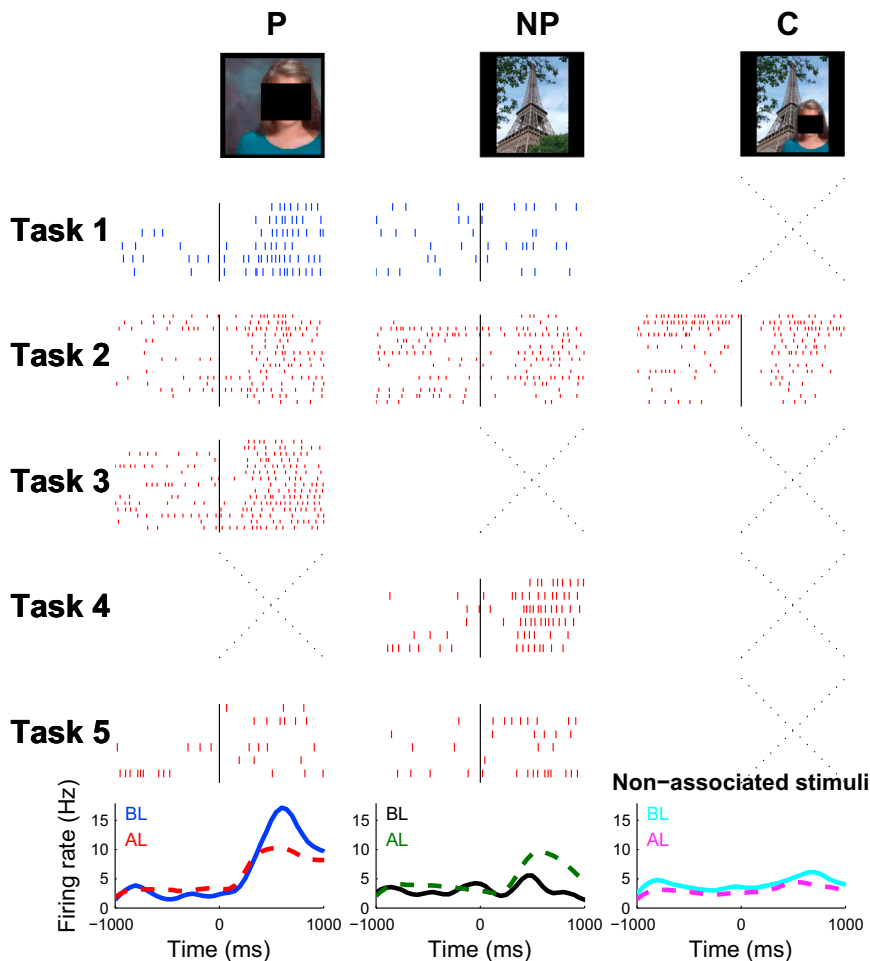 P NP C
Task 1
Task 2
Task 3
Task 4
Task 5
Non−associated stimuli
Firing rate (Hz)
15
10
5
0
BL
AL
−1000 0 1000
Time (ms)
15
10
5
0
BL
AL
−1000 0 1000
Time (ms)
15
10
5
0
BL
AL
−1000 0 1000
Time (ms)